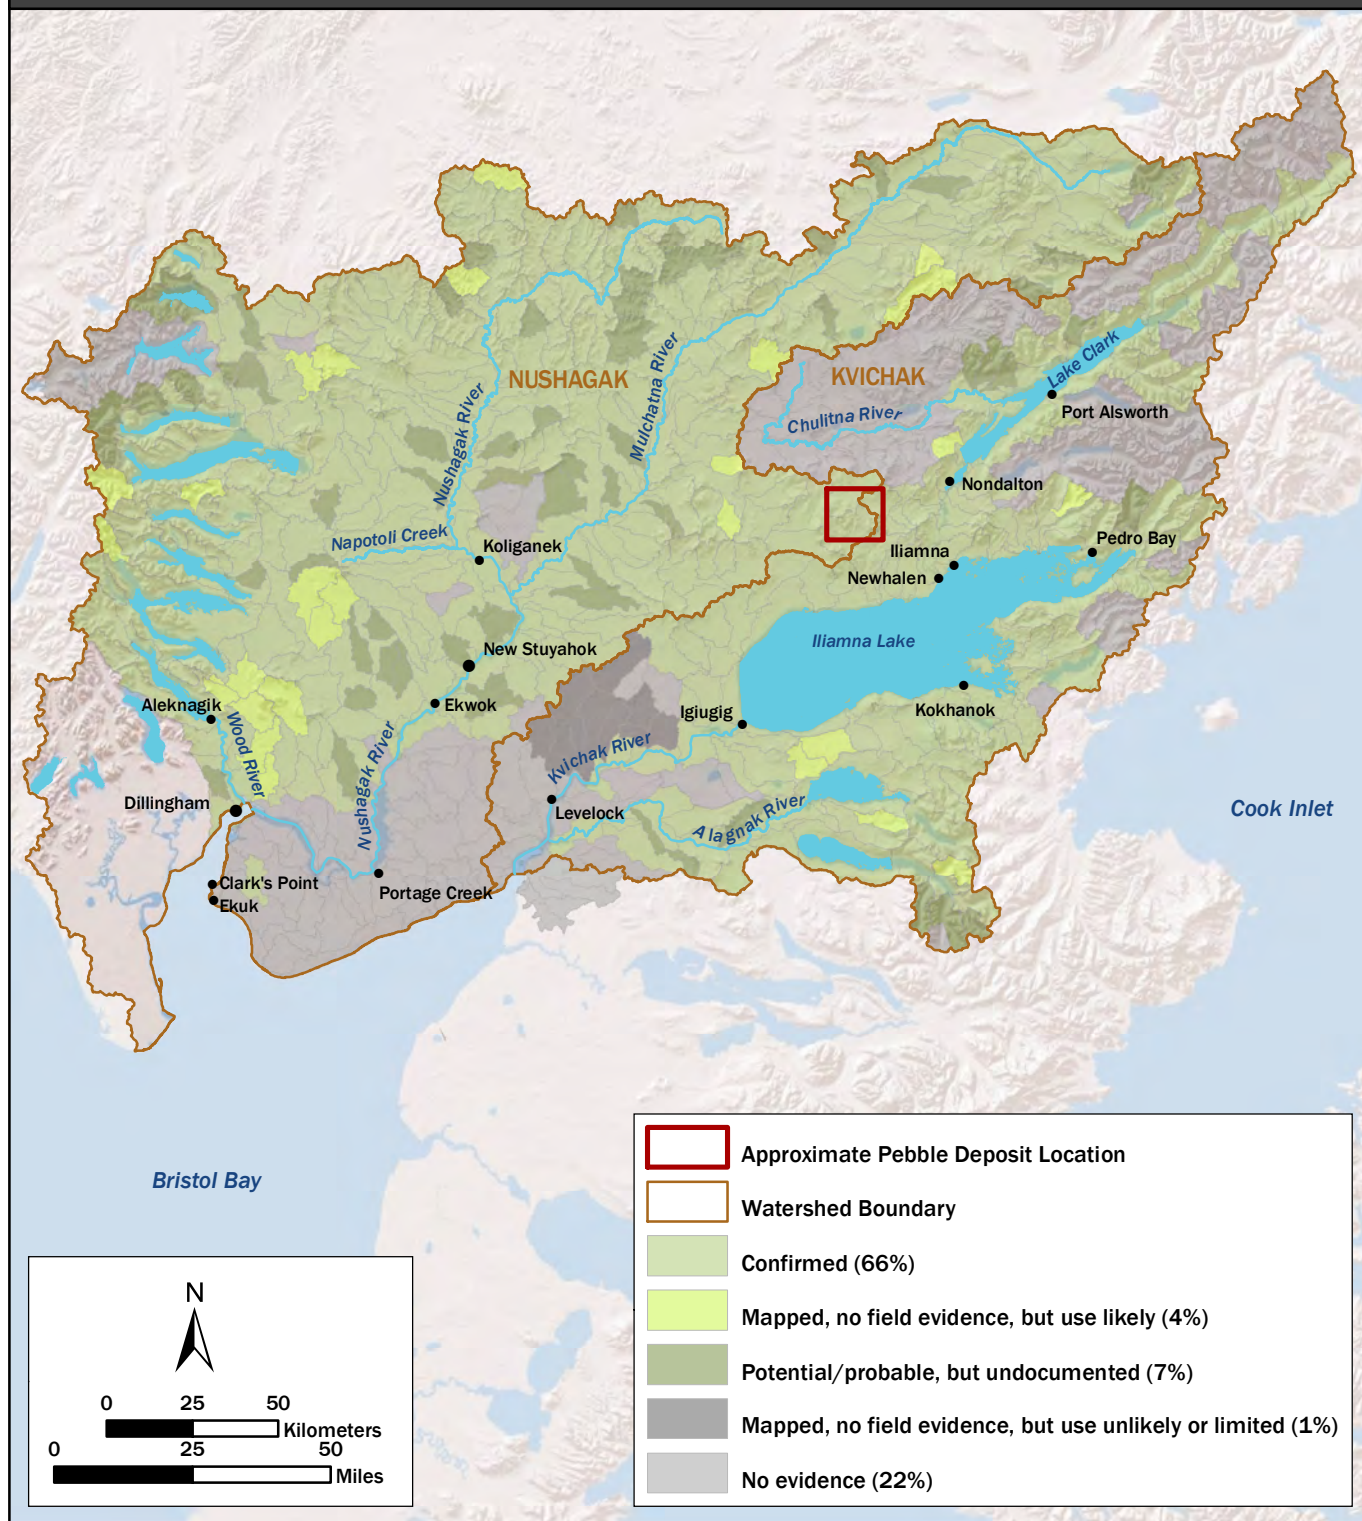 NUSHAGAK
KVICHAK
Lake Clark
Port Alsworth
Chulitna River
Mulchatna River
Nushagak River
Nondalton
Napotoli Creek
Koliganek
Iliamna
Pedro Bay
Newhalen
Iliamna Lake
New Stuyahok
Kokhanok
Aleknagik
Ekwok
Igiugig
Wood River
Nushagak River
Kvichak River
Dillingham
Levelock
Alagnak River
Cook Inlet
Clark's Point
Portage Creek
Ekuk
Bristol Bay
Approximate Pebble Deposit Location
Watershed Boundary
Confirmed (66%)
Mapped, no field evidence, but use likely (4%)
Potential/probable, but undocumented (7%)
Mapped, no field evidence, but use unlikely or limited (1%)
No evidence (22%)
N
0 25 50
Kilometers
0 25 50
Miles